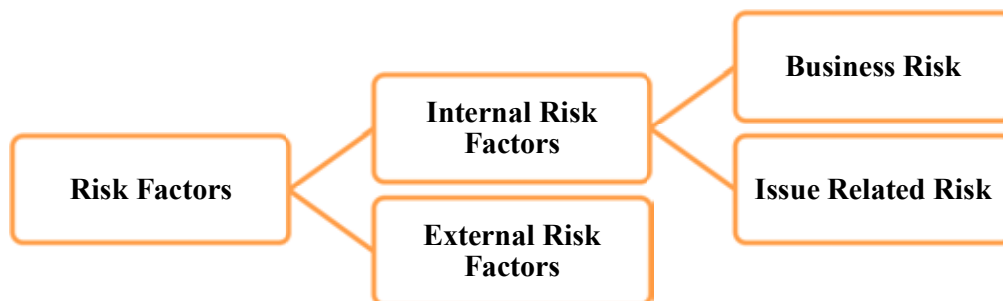 Risk Factors
Internal Risk
Factors
External Risk
Factors
Business Risk
Issue Related Risk